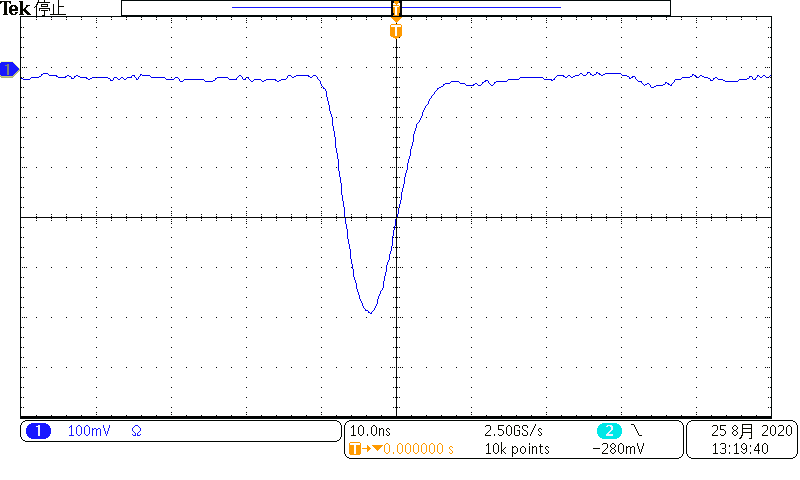 Tek 停止
T
T
1
1 100mV Ω
10.0ns 2.50GS/s 2
T→▼0.000000 s 10k points −280mV
25 8月 2020
13:19:40